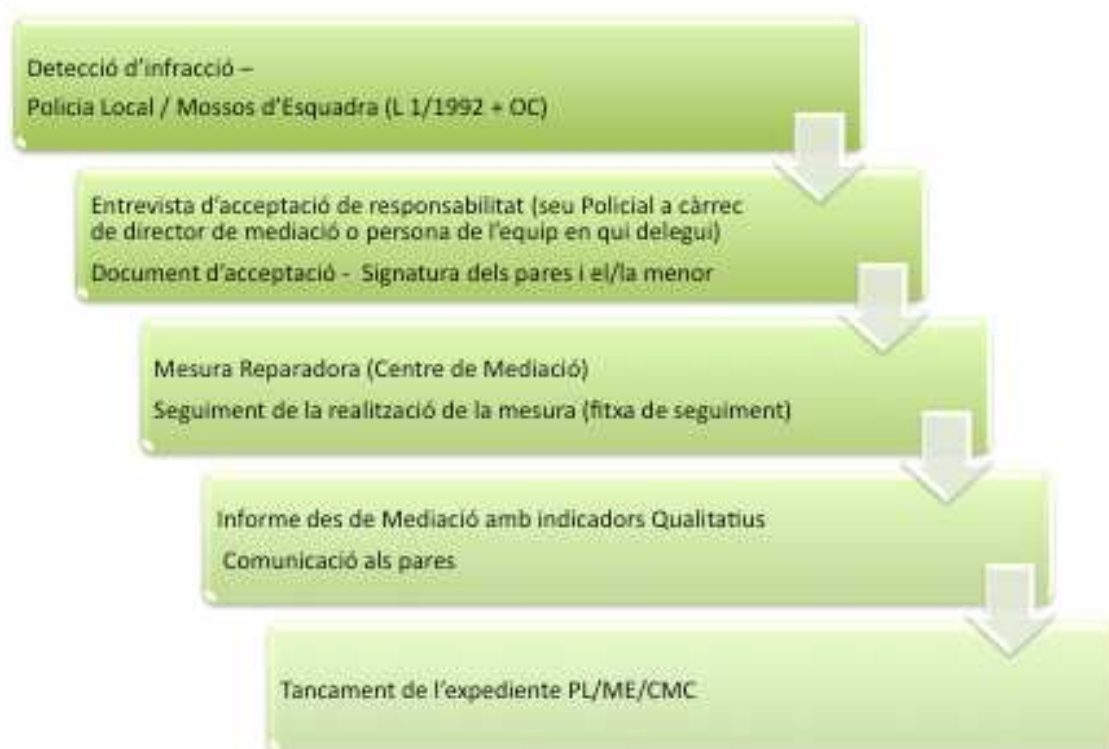 Detecció d'infracció –
Policia Local / Mossos d'Esquadra (L 1/1992 + OC)
Entrevista d'acceptació de responsabilitat (seu Policial a càrrec
de director de mediació o persona de l'equip en qui delegui)
Document d'acceptació - Signatura dels pares i el/la menor
Mesura Reparadora (Centre de Mediació)
Seguiment de la realització de la mesura (fitxa de seguiment)
Informe des de Mediació amb indicadors Qualitatius
Comunicació als pares
Tancament de l'expediente PL/ME/CMC